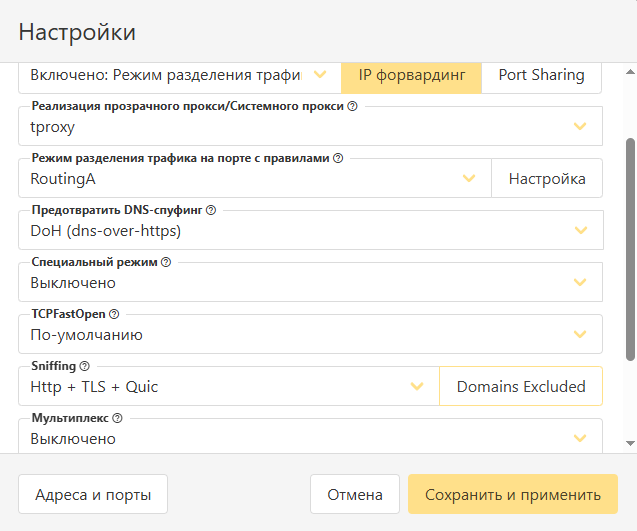 Настройки
Включено: Режим разделения трафи
IP форвардинг
Port Sharing
Реализация прозрачного прокси/Системного прокси
tproxy
Режим разделения трафика на порте с правилами
RoutingA
Настройка
Предотвратить DNS-спуфинг
DoH (dns-over-https)
Специальный режим
Выключено
TCPFastOpen
По-умолчанию
Sniffing
Http + TLS + Quic
Domains Excluded
Мультиплекс
Выключено
Адреса и порты
Отмена
Сохранить и применить